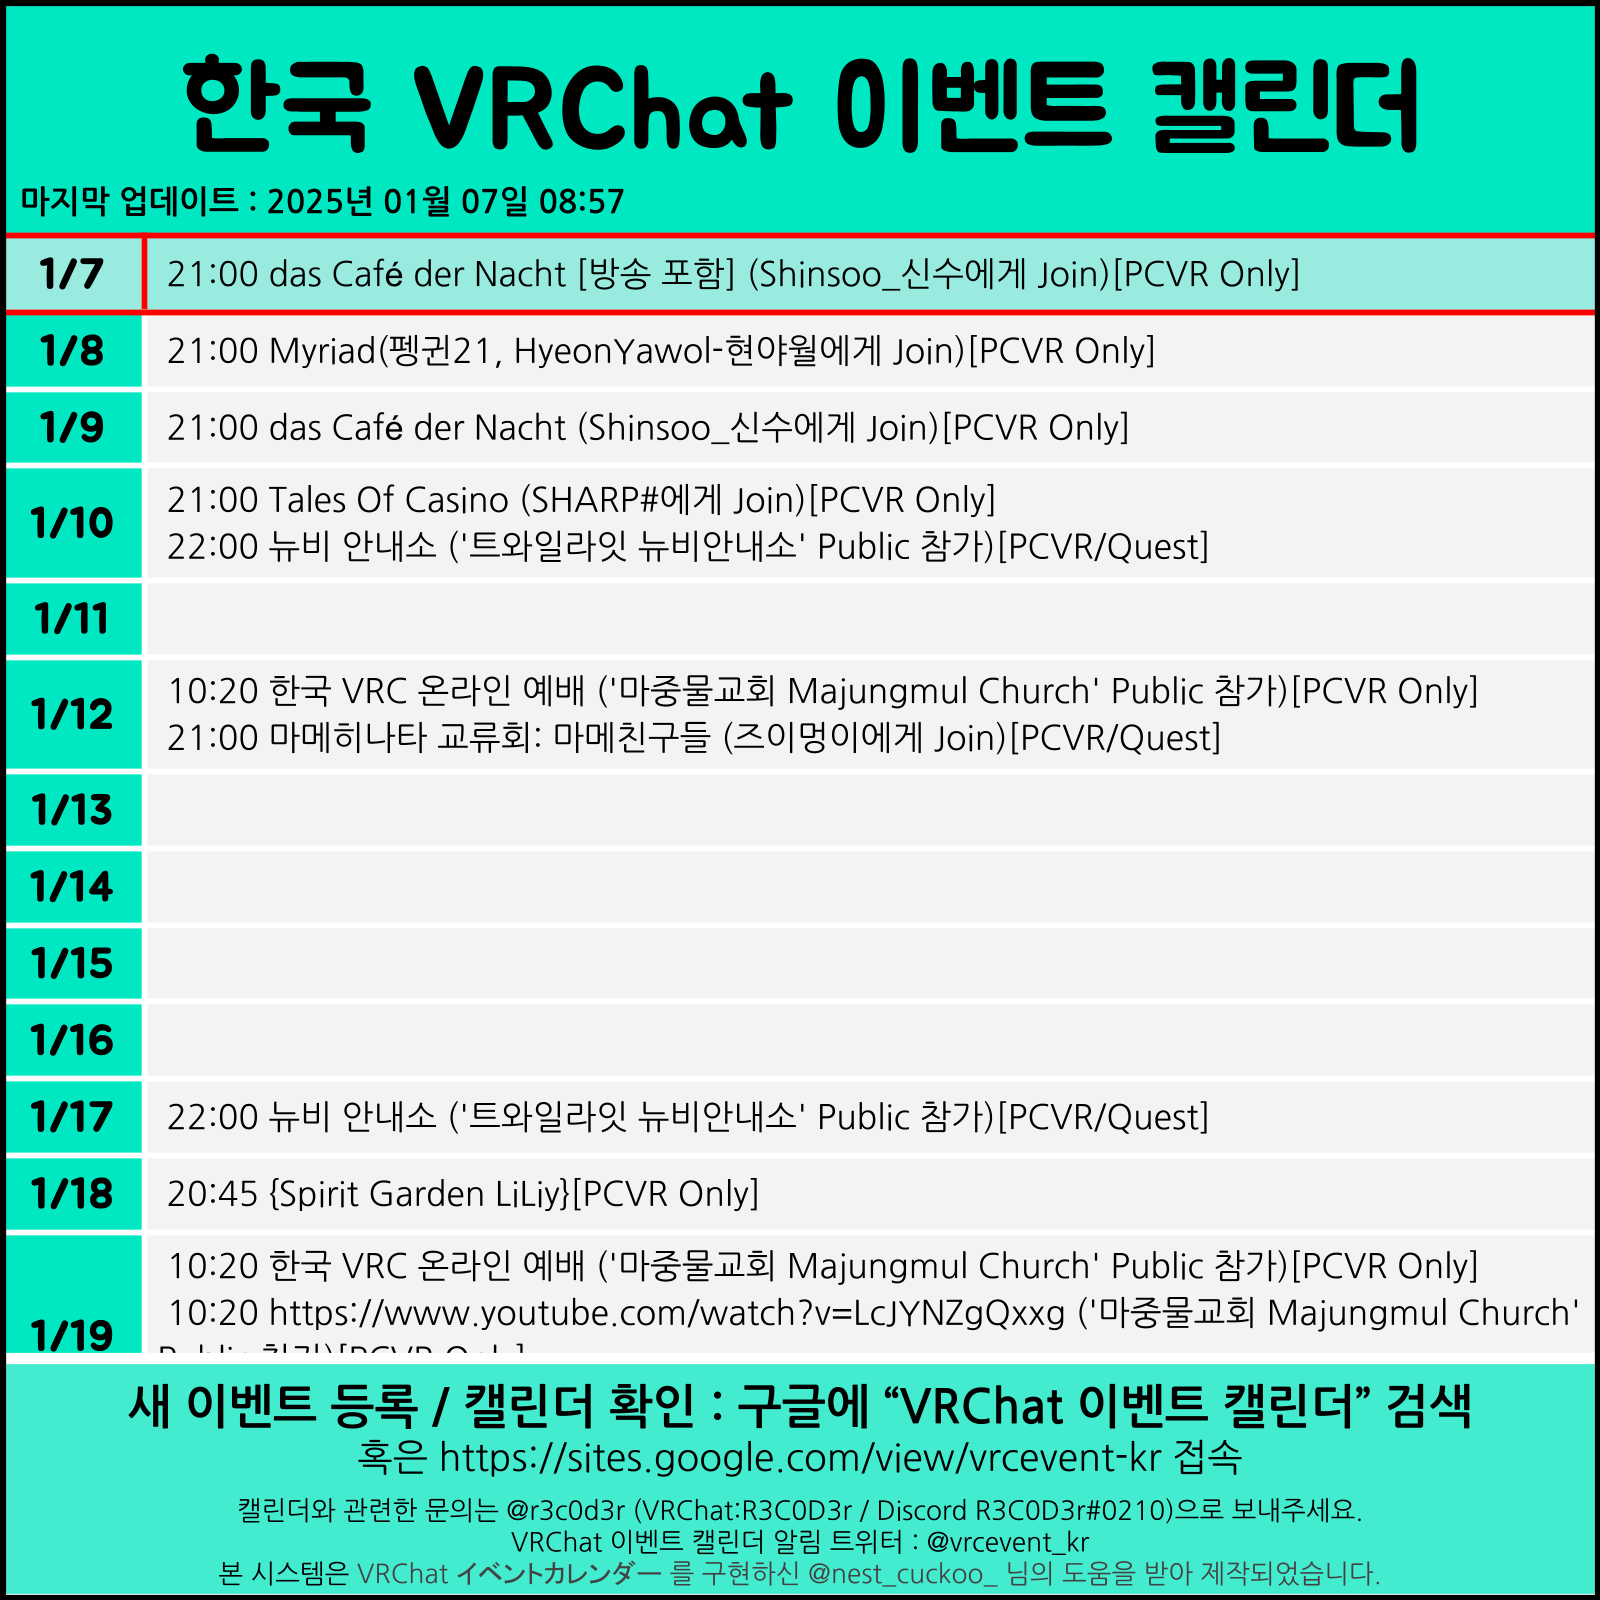 한국 VRChat 이벤트 캘린더
마지막 업데이트 : 2025년 01월 07일 08:57
1/7 21:00 das Café der Nacht [방송 포함] (Shinsoo_신수에게 Join)[PCVR Only]
1/8 21:00 Myriad(펭귄21, HyeonYawol-현야월에게 Join)[PCVR Only]
1/9 21:00 das Café der Nacht (Shinsoo_신수에게 Join)[PCVR Only]
1/10 21:00 Tales Of Casino (SHARP#에게 Join)[PCVR Only]
22:00 뉴비 안내소 ('트와일라잇 뉴비안내소' Public 참가)[PCVR/Quest]
1/11
1/12 10:20 한국 VRC 온라인 예배 ('마중물교회 Majungmul Church' Public 참가)[PCVR Only]
21:00 마메히나타 교류회: 마메친구들 (즈이멍이에게 Join)[PCVR/Quest]
1/13
1/14
1/15
1/16
1/17 22:00 뉴비 안내소 ('트와일라잇 뉴비안내소' Public 참가)[PCVR/Quest]
1/18 20:45 {Spirit Garden LiLiy}[PCVR Only]
1/19 10:20 한국 VRC 온라인 예배 ('마중물교회 Majungmul Church' Public 참가)[PCVR Only]
10:20 https://www.youtube.com/watch?v=LcJYNZgQxxg ('마중물교회 Majungmul Church'
Public 참가)[PCVR Only]
새 이벤트 등록 / 캘린더 확인 : 구글에 “VRChat 이벤트 캘린더” 검색
혹은 https://sites.google.com/view/vrcevent-kr 접속
캘린더와 관련한 문의는 @r3c0d3r (VRChat:R3C0D3r / Discord R3C0D3r#0210)으로 보내주세요.
VRChat 이벤트 캘린더 알림 트위터 : @vrcevent_kr
본 시스템은 VRChat イベントカレンダー 를 구현하신 @nest_cuckoo_ 님의 도움을 받아 제작되었습니다.